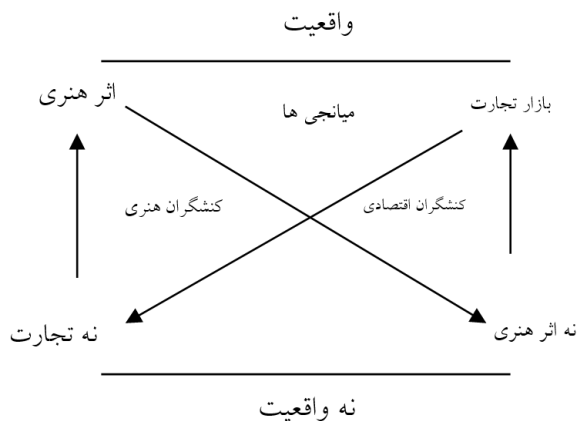 واقعیت
بازار تجارت
اثر هنری
میانجی ها
کنشگران اقتصادی
کنشگران هنری
نه اثر هنری
نه تجارت
نه واقعیت